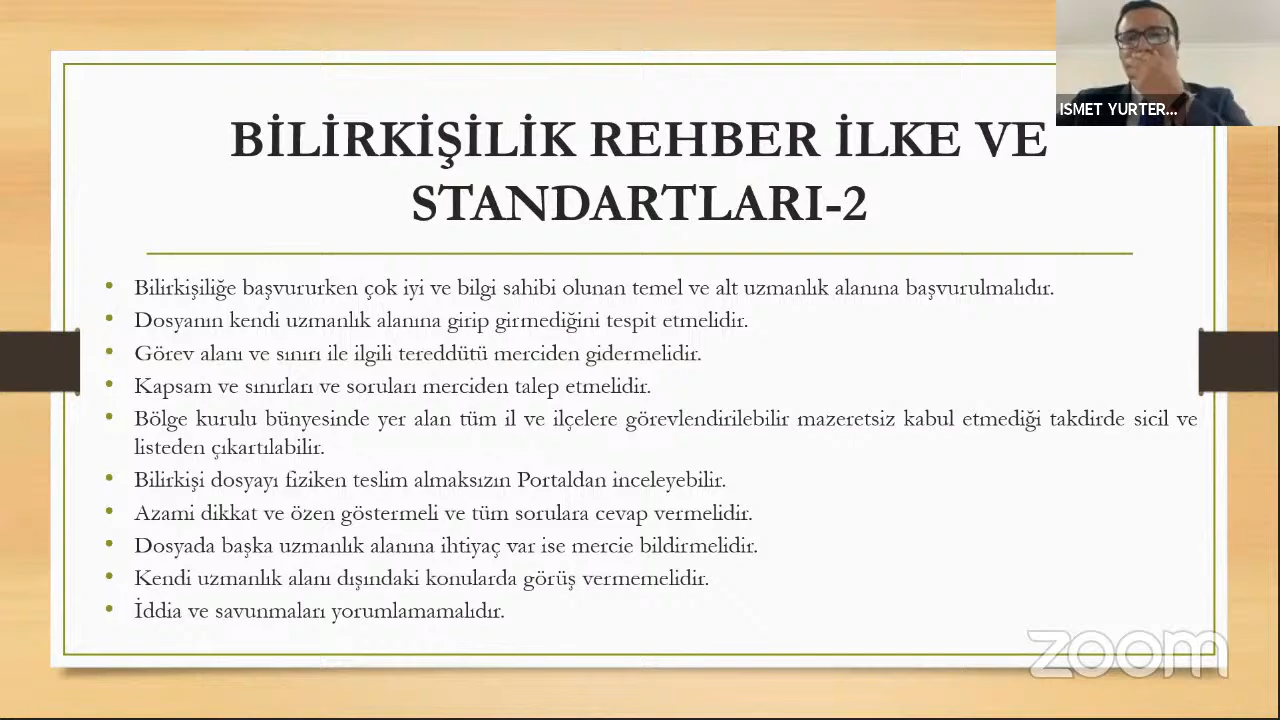 BİLİRKİŞİLİK REHBER İLKE VE
STANDARTLARI-2
ISMET YURTER...
• Bilirkişiliğe başvururken çok iyi ve bilgi sahibi olunan temel ve alt uzmanlık alanına başvurulmalıdır.
• Dosyanın kendi uzmanlık alanına girip girmediğini tespit etmelidir.
• Görev alanı ve sınırı ile ilgili tereddütü merciden gidermelidir.
• Kapsam ve sınırları ve soruları merciden talep etmelidir.
• Bölge kurulu bünyesinde yer alan tüm il ve ilçelere görevlendirilebilir mazeretsiz kabul etmediği takdirde sicil ve
listeden çıkartılabilir.
• Bilirkişi dosyayı fiziken teslim almaksızın Portaldan inceleyebilir.
• Azami dikkat ve özen göstermeli ve tüm sorulara cevap vermelidir.
• Dosyada başka uzmanlık alanına ihtiyaç var ise mercie bildirmelidir.
• Kendi uzmanlık alanı dışındaki konularda görüş vermemelidir.
• İddia ve savunmaları yorumlamamalıdır.
zoom